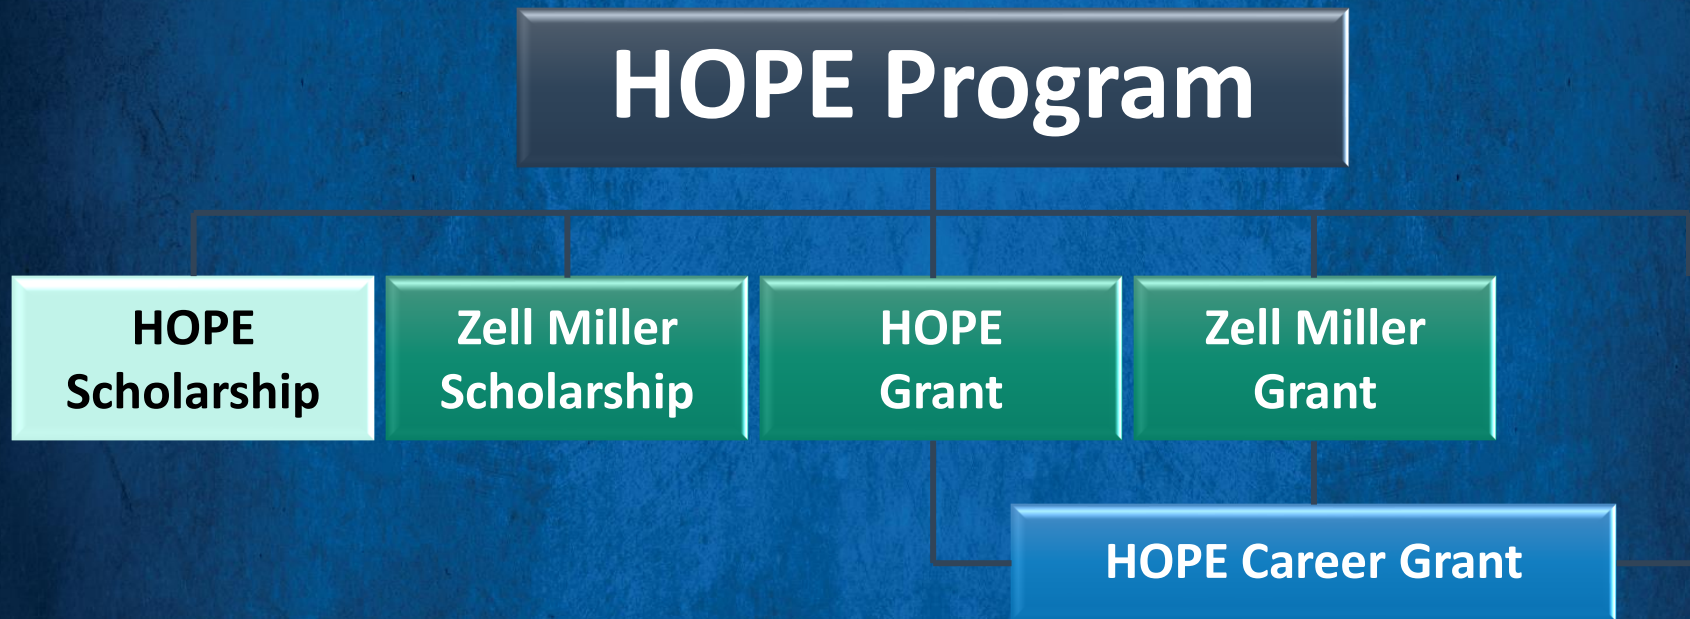 HOPE Program
HOPE
Scholarship
Zell Miller
Scholarship
HOPE
Grant
Zell Miller
Grant
HOPE Career Grant